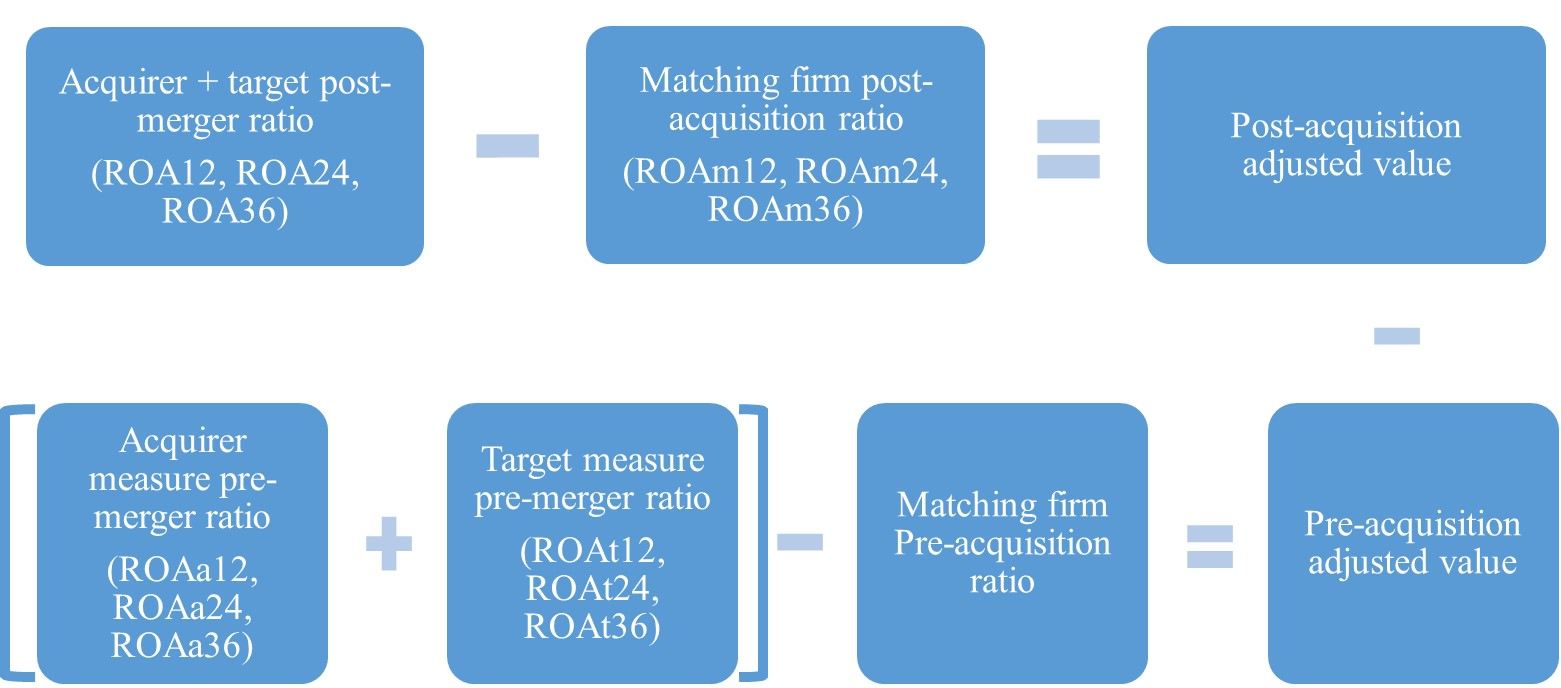 Acquirer + target post-
merger ratio
(ROA12, ROA24,
ROA36)
Matching firm post-
acquisition ratio
(ROAm12, ROAm24,
ROAm36)
Post-acquisition
adjusted value
Acquirer
measure pre-
merger ratio
(ROAa12,
ROAa24,
ROAa36)
Target measure
pre-merger ratio
(ROAt12,
ROAt24,
ROAt36)
Matching firm
Pre-acquisition
ratio
Pre-acquisition
adjusted value